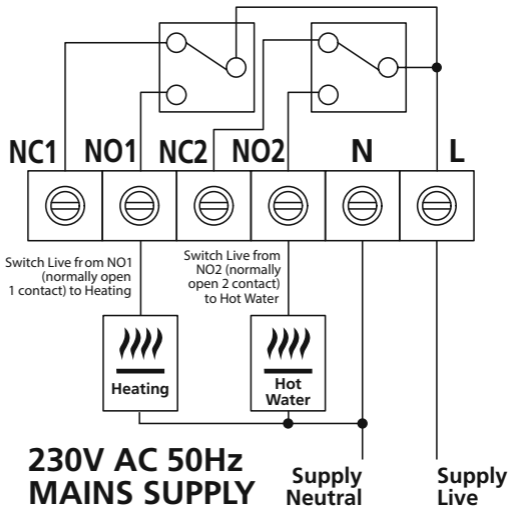 NC1 NO1 NC2 NO2 N L
Switch Live from NO1
(normally open
1 contact) to Heating
Switch Live from
NO2 (normally
open 2 contact)
to Hot Water
Heating
Hot
Water
230V AC 50Hz
MAINS SUPPLY
Supply
Neutral
Supply
Live